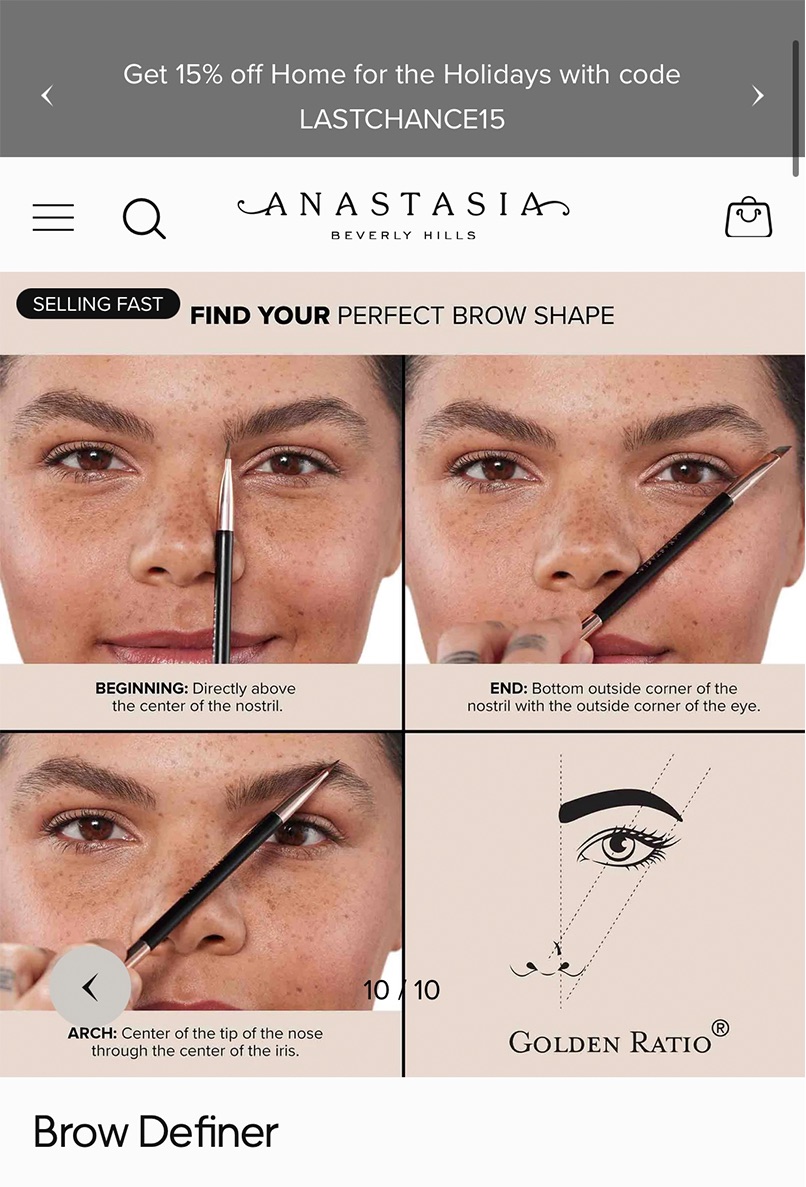 Get 15% off Home for the Holidays with code
LASTCHANCE15
ANASTASIA
BEVERLY HILLS
SELLING FAST
FIND YOUR PERFECT BROW SHAPE
BEGINNING: Directly above
the center of the nostril.
END: Bottom outside corner of the
nostril with the outside corner of the eye.
ARCH: Center of the tip of the nose
through the center of the iris.
10 / 10
GOLDEN RATIO®
Brow Definer